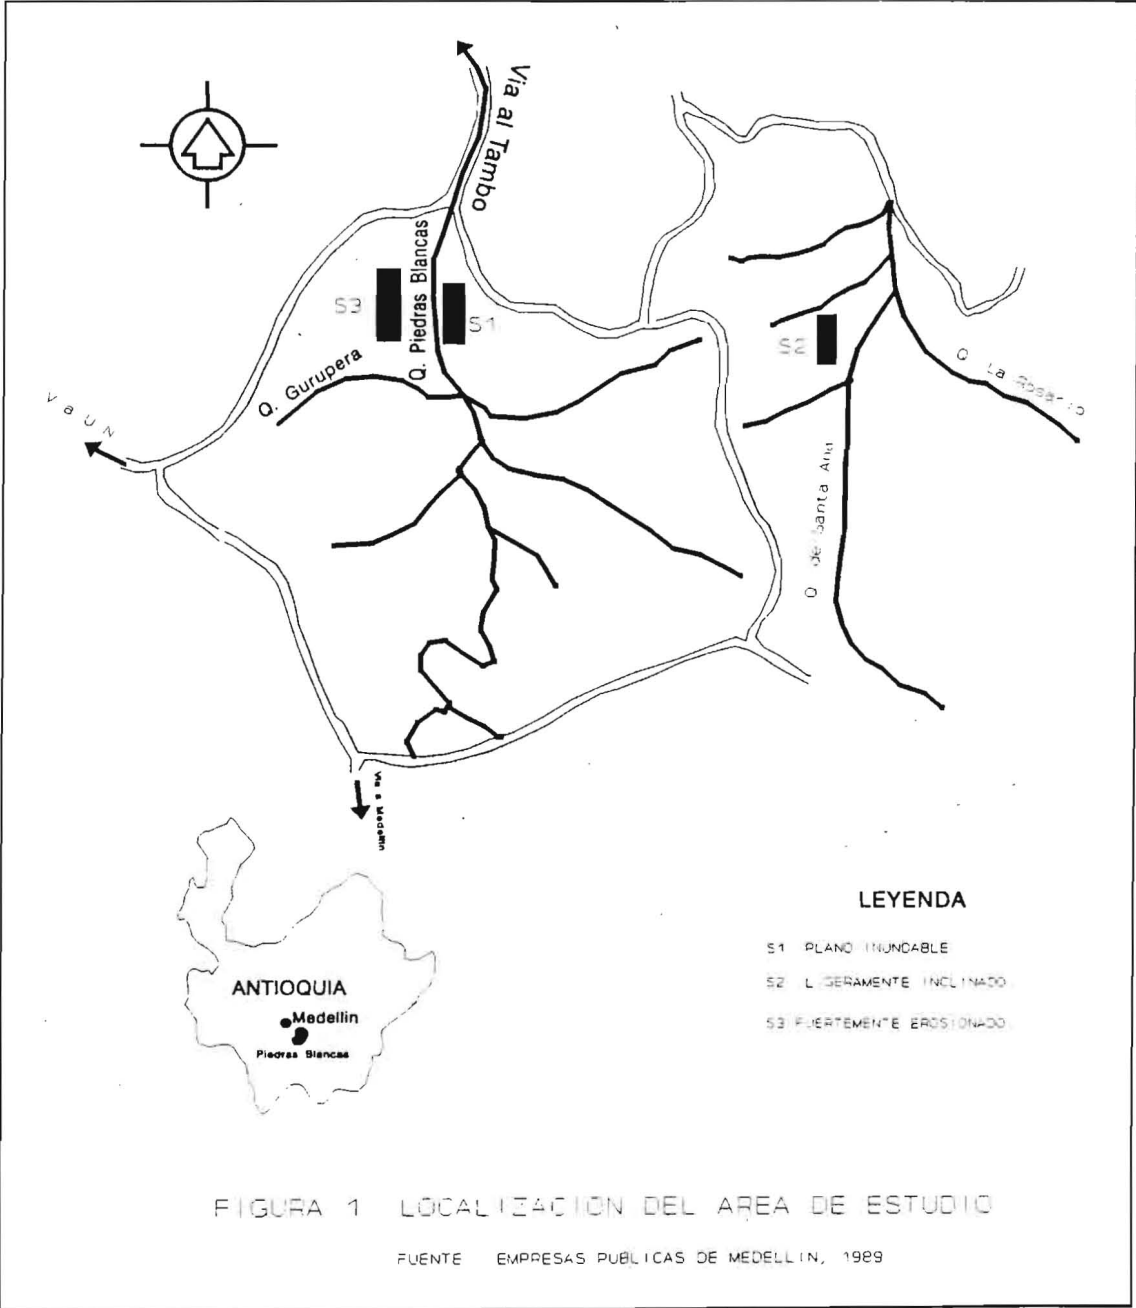 Via al Tambo
Q. Piedras Blancas
S3
S1
S2
Q. Gurupera
Q La Rosario
V a U N
Q de Santa Ana
Via a Medellin
LEYENDA
S1 PLANO INUNDABLE
S2 LIGERAMENTE INCLINADO
S3 FUERTEMENTE EROSIONADO
ANTIOQUIA
Medellin
Piedras Blancas
FIGURA 1 LOCALIZACION DEL AREA DE ESTUDIO
FUENTE EMPRESAS PUBLICAS DE MEDELLIN, 1989